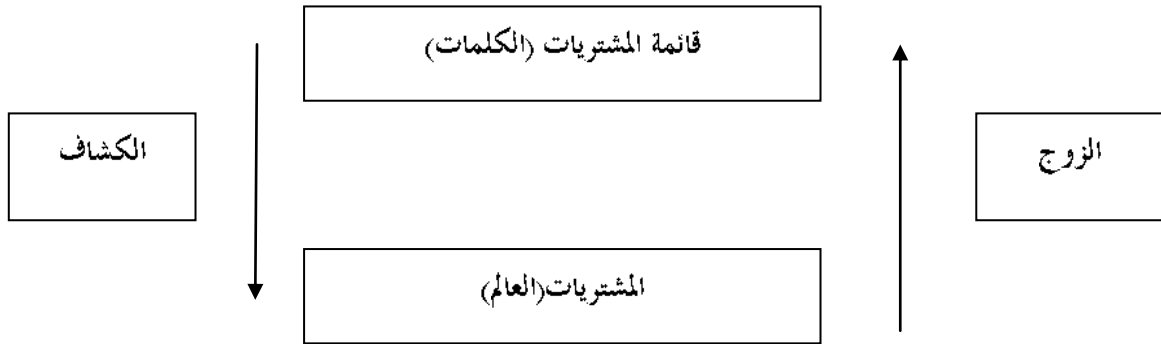 قائمة المشتريات (الكلمات)
الزوج
الكشاف
المشتريات(العالم)